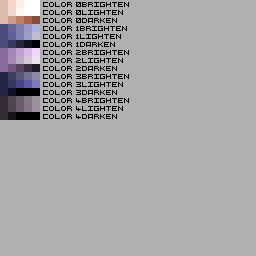 COLOR 0BRIGHTEN
COLOR 0LIGHTEN
COLOR 0DARKEN
COLOR 1BRIGHTEN
COLOR 1LIGHTEN
COLOR 1DARKEN
COLOR 2BRIGHTEN
COLOR 2LIGHTEN
COLOR 2DARKEN
COLOR 3BRIGHTEN
COLOR 3LIGHTEN
COLOR 3DARKEN
COLOR 4BRIGHTEN
COLOR 4LIGHTEN
COLOR 4DARKEN